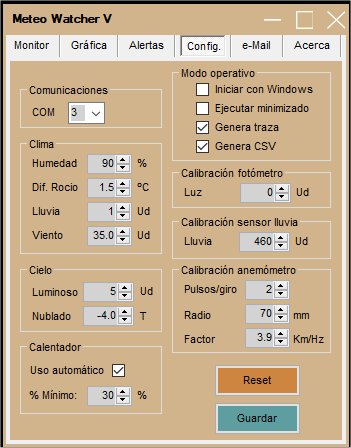 Meteo Watcher V
Monitor Gráfica Alertas Config. e-Mail Acerca
Comunicaciones
COM 3
Clima
Humedad 90 %
Dif. Rocio 1.5 ºC
Lluvia 1 Ud
Viento 35.0 Ud
Cielo
Luminoso 5 Ud
Nublado -4.0 T
Calentador
Uso automático
% Mínimo: 30 %
Modo operativo
Iniciar con Windows
Ejecutar minimizado
Genera traza
Genera CSV
Calibración fotómetro
Luz 0 Ud
Calibración sensor lluvia
Lluvia 460 Ud
Calibración anemómetro
Pulsos/giro 2
Radio 70 mm
Factor 3.9 Km/Hz
Reset
Guardar